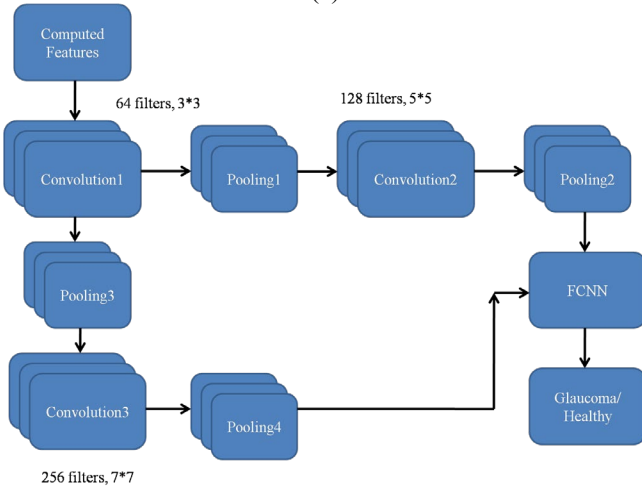 Computed
Features
64 filters, 3*3
128 filters, 5*5
Convolution1
Pooling1
Convolution2
Pooling2
Pooling3
FCNN
Convolution3
Pooling4
Glaucoma/
Healthy
256 filters, 7*7